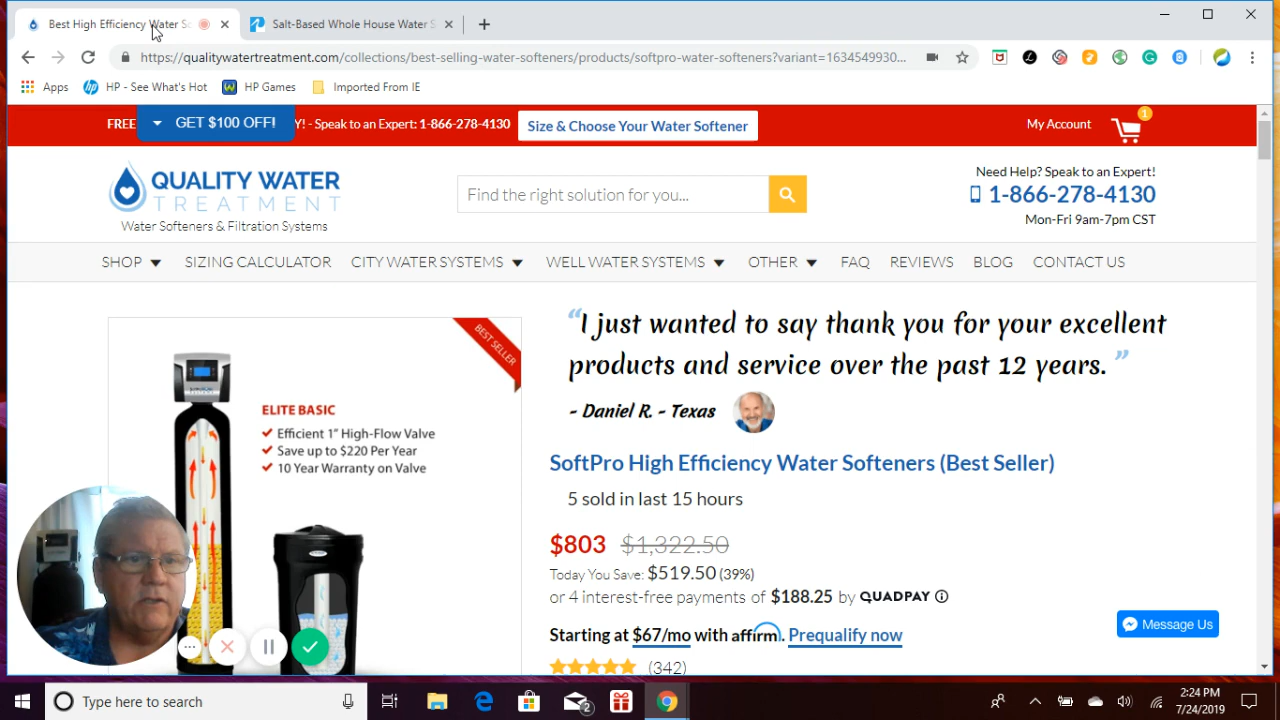 Best High Efficiency Water So
Salt-Based Whole House Water S
https://qualitywatertreatment.com/collections/best-selling-water-softener/products/softpro-water-softeners?variant=1634549930...
Apps
HP - See What's Hot
HP Games
Imported From IE
FREE
GET $100 OFF!
Y! - Speak to an Expert: 1-866-278-4130
Size & Choose Your Water Softener
My Account
1
QUALITY WATER
TREATMENT
Water Softeners & Filtration Systems
Find the right solution for you...
Need Help? Speak to an Expert!
1-866-278-4130
Mon-Fri 9am-7pm CST
SHOP
SIZING CALCULATOR
CITY WATER SYSTEMS
WELL WATER SYSTEMS
OTHER
FAQ
REVIEWS
BLOG
CONTACT US
BEST SELLER
ELITE BASIC
Efficient 1" High-Flow Valve
Save up to $220 Per Year
10 Year Warranty on Valve
“I just wanted to say thank you for your excellent
products and service over the past 12 years.”
- Daniel R. - Texas
SoftPro High Efficiency Water Softeners (Best Seller)
5 sold in last 15 hours
$803 $1,322.50
Today You Save: $519.50 (39%)
or 4 interest-free payments of $188.25 by QUADPAY
Starting at $67/mo with affirm. Prequalify now
(342)
Message Us
Type here to search
2
2:24 PM
7/24/2019